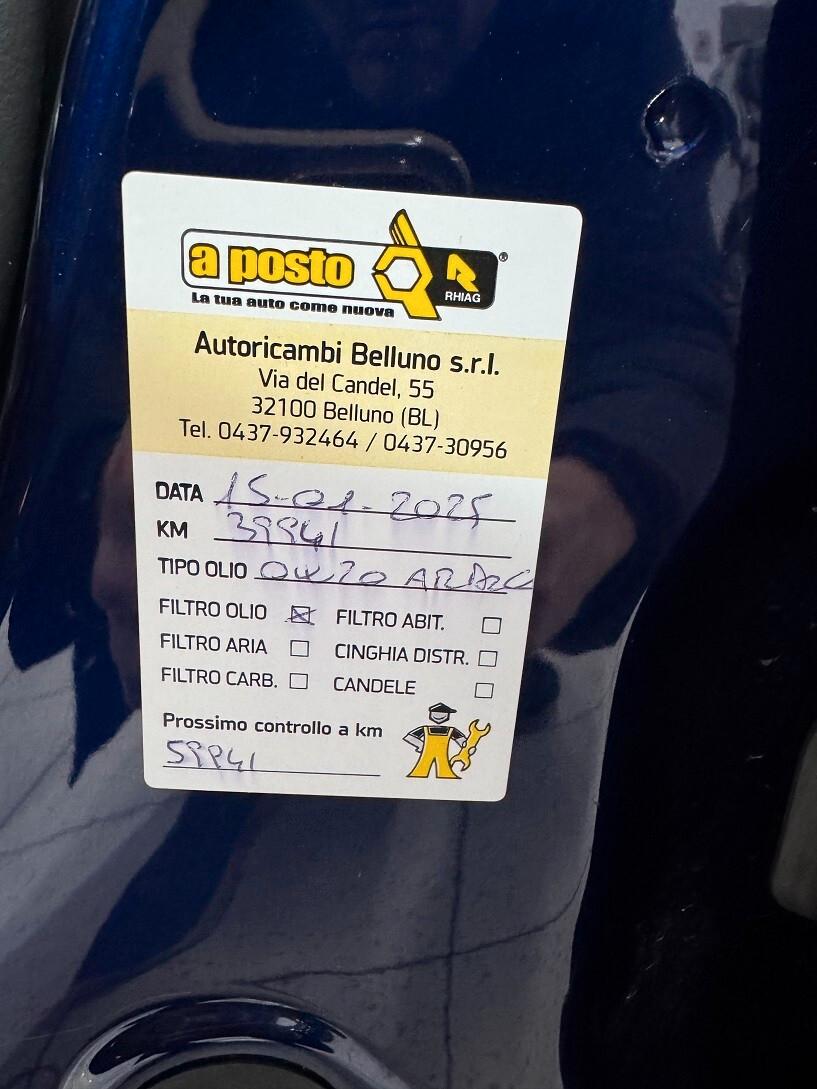 a posto
RHIAG ®
La tua auto come nuova
Autoricambi Belluno s.r.l.
Via del Candel, 55
32100 Belluno (BL)
Tel. 0437-932464 / 0437-30956
DATA 15-01-2025
KM 39941
TIPO OLIO 0W20
FILTRO OLIO ☒ FILTRO ABIT. ☐
FILTRO ARIA ☐ CINGHIA DISTR. ☐
FILTRO CARB. ☐ CANDELE ☐
Prossimo controllo a km
59941